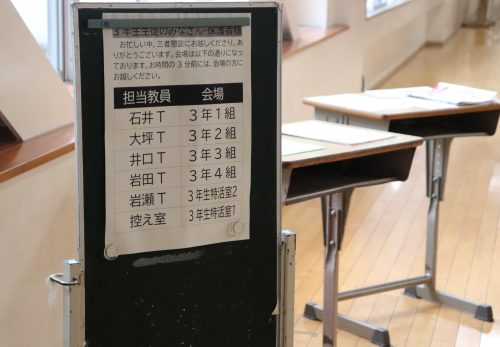 3年生生徒のみなさん・保護者様
お忙しい中、三者懇談にお越しくださり、あ
りがとうございます。会場は以下の通りになっ
ております。お時間の3分前には、会場の方に
お越しください。
担当教員 会場
石井T 3年1組
大坪T 3年2組
井口T 3年3組
岩田T 3年4組
岩瀬T 3年生特活室2
控え室 3年生特活室1